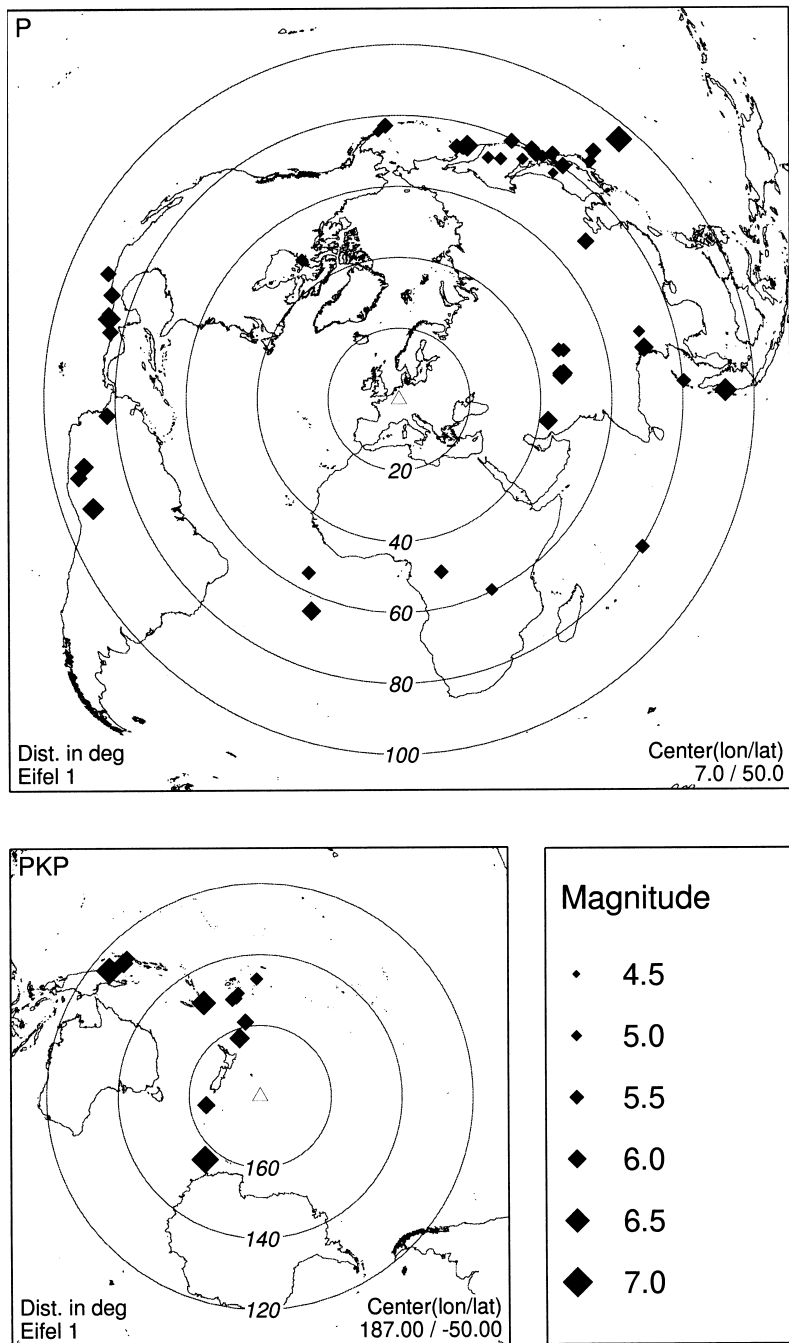 P
20
40
60
80
100
Dist. in deg
Eifel 1
Center(lon/lat)
7.0 / 50.0
PKP
160
140
120
Dist. in deg
Eifel 1
Center(lon/lat)
187.00 / -50.00
Magnitude
4.5
5.0
5.5
6.0
6.5
7.0